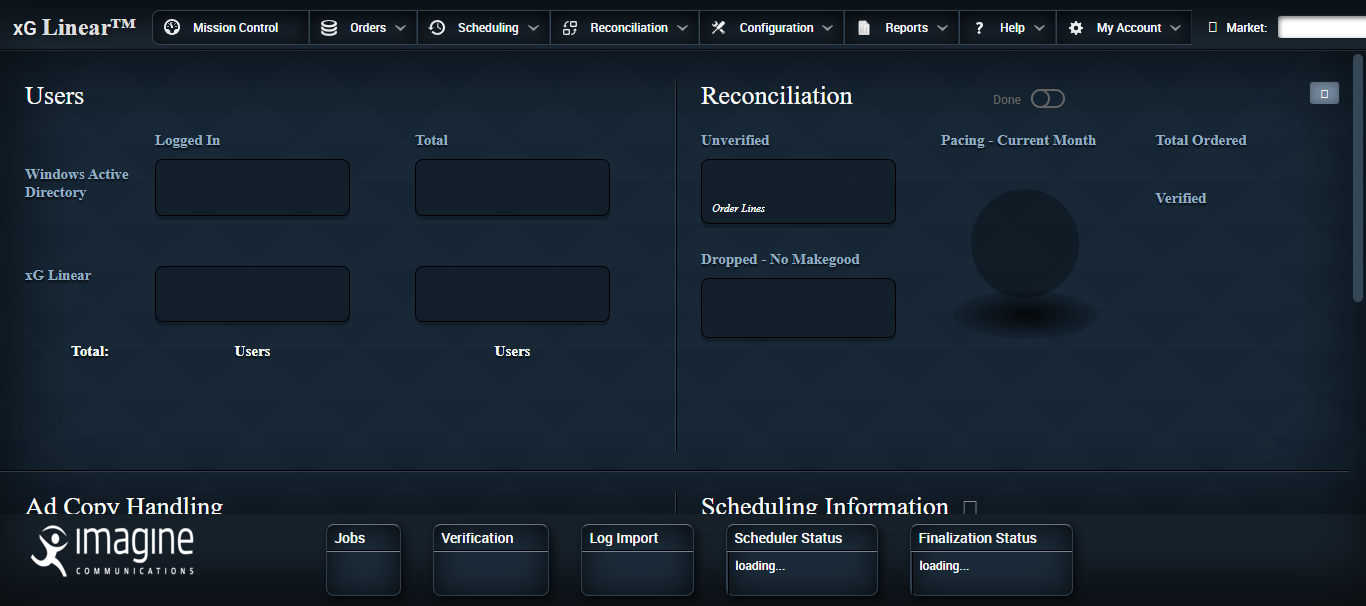 xG Linear™ Mission Control Orders Scheduling Reconciliation Configuration Reports Help My Account Market:
Users
Logged In Total
Windows Active
Directory
xG Linear
Total: Users Users
Reconciliation Done
Unverified Pacing - Current Month Total Ordered
Order Lines
Verified
Dropped - No Makegood
Ad Copy Handling
Scheduling Information
imagine
COMMUNICATIONS
Jobs
Verification
Log Import
Scheduler Status
loading...
Finalization Status
loading...